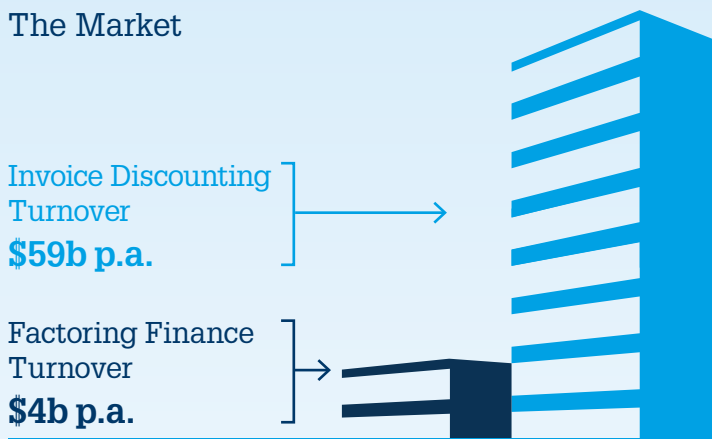 The Market
Invoice Discounting
Turnover
$59b p.a.
Factoring Finance
Turnover
$4b p.a.